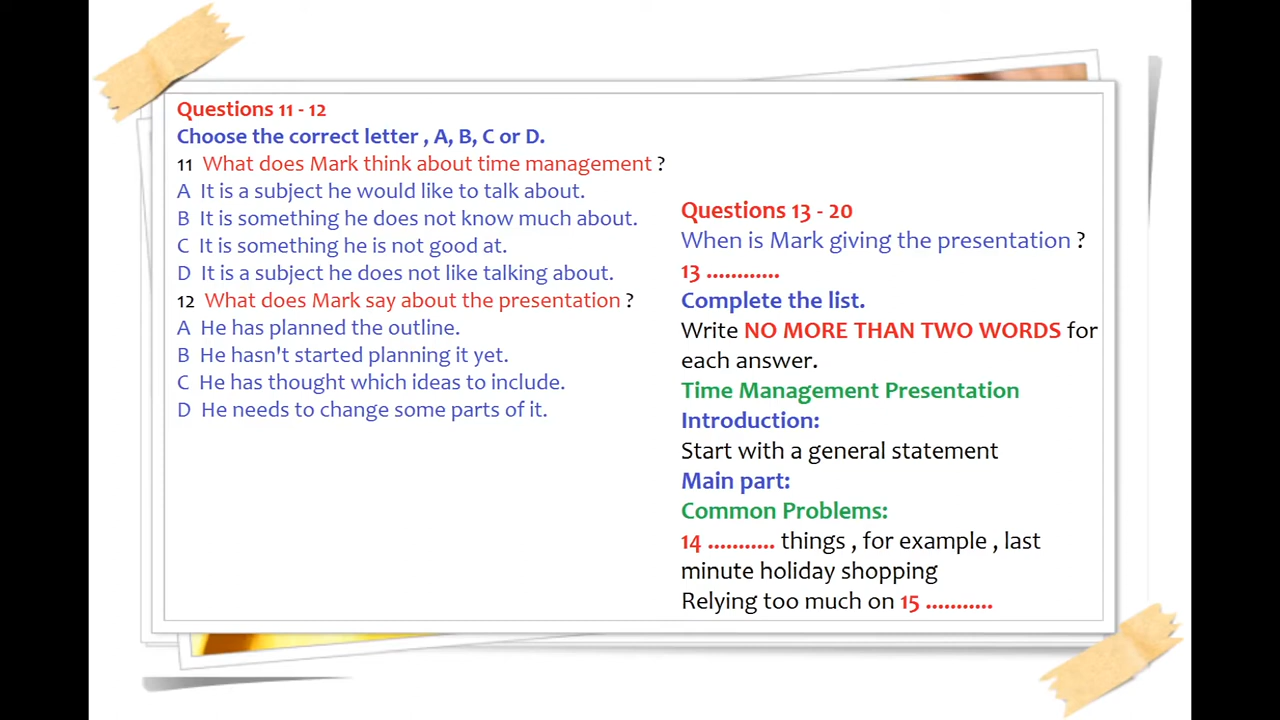 Questions 11 - 12
Choose the correct letter , A, B, C or D.
11 What does Mark think about time management ?
A It is a subject he would like to talk about.
B It is something he does not know much about.
C It is something he is not good at.
D It is a subject he does not like talking about.
12 What does Mark say about the presentation ?
A He has planned the outline.
B He hasn't started planning it yet.
C He has thought which ideas to include.
D He needs to change some parts of it.
Questions 13 - 20
When is Mark giving the presentation ?
13 ............
Complete the list.
Write NO MORE THAN TWO WORDS for
each answer.
Time Management Presentation
Introduction:
Start with a general statement
Main part:
Common Problems:
14 ........... things , for example , last
minute holiday shopping
Relying too much on 15 ...........